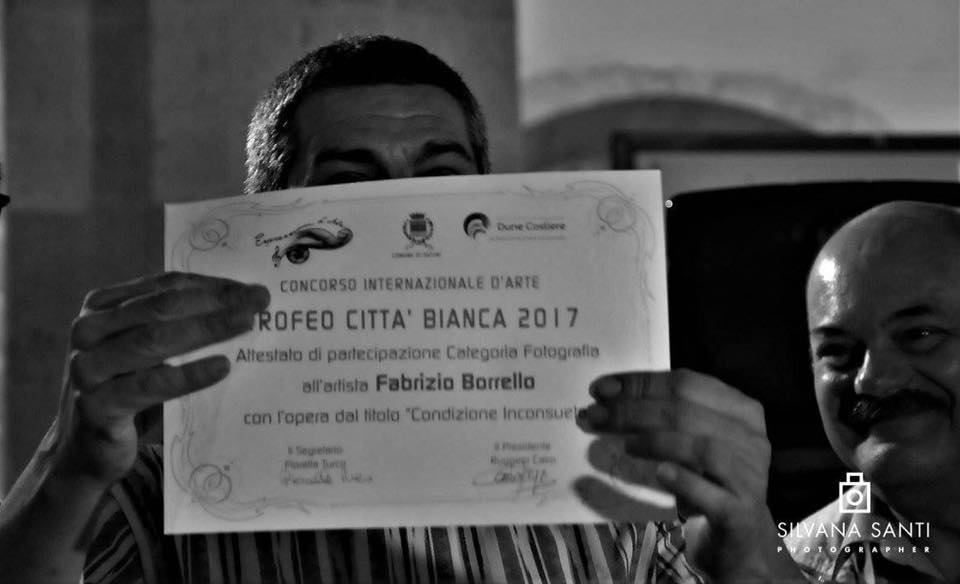 Dune Costiere
CONCORSO INTERNAZIONALE D'ARTE
ROFEO CITTA' BIANCA 2017
Attestato di partecipazione Categoria Fotografia
all'artista Fabrizio Borrello
con l'opera dal titolo "Condizione Inconsuet
Il Segretario
Il Presidente
SILVANA SANTI
PHOTOGRAPHER